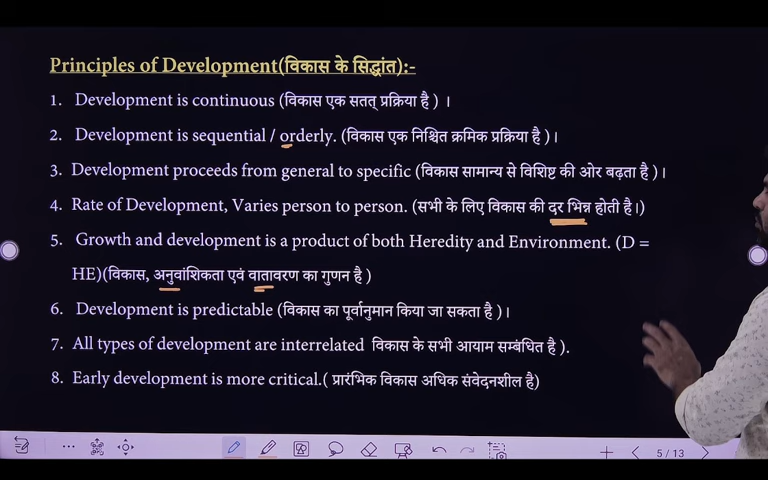 Principles of Development(विकास के सिद्धांत):-
1. Development is continuous (विकास एक सतत् प्रक्रिया है ) ।
2. Development is sequential / orderly. (विकास एक निश्चित क्रमिक प्रक्रिया है )।
3. Development proceeds from general to specific (विकास सामान्य से विशिष्ट की ओर बढ़ता है )।
4. Rate of Development, Varies person to person. (सभी के लिए विकास की दर भिन्न होती है।)
5. Growth and development is a product of both Heredity and Environment. (D =
HE)(विकास, अनुवांशिकता एवं वातावरण का गुणन है )
6. Development is predictable (विकास का पूर्वानुमान किया जा सकता है )।
7. All types of development are interrelated विकास के सभी आयाम सम्बंधित है ).
8. Early development is more critical.( प्रारंभिक विकास अधिक संवेदनशील है)
5 / 13